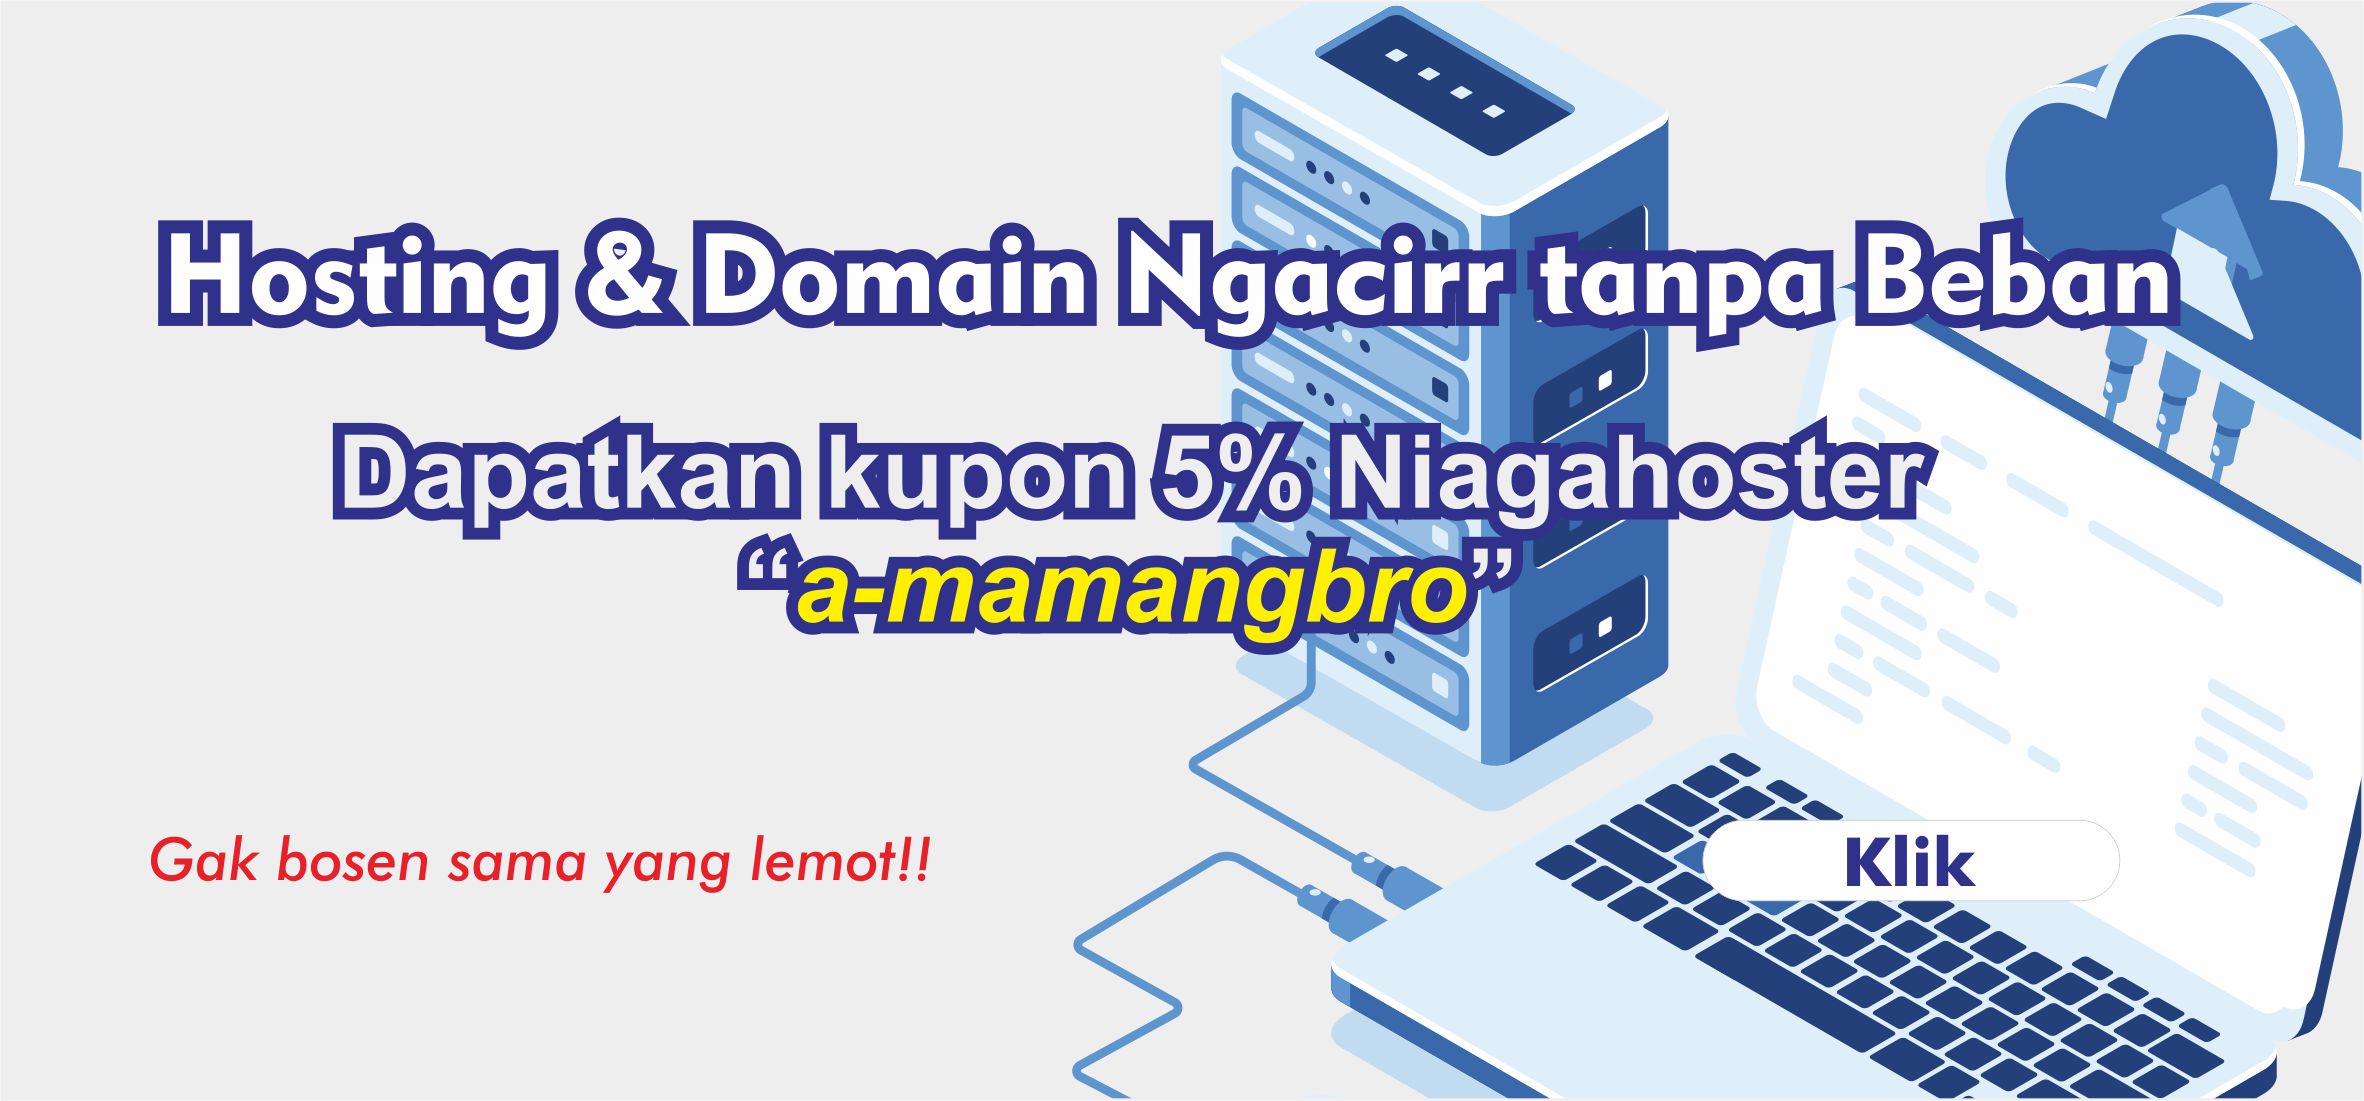 Hosting & Domain Ngacirr tanpa Beban
Dapatkan kupon 5% Niagahoster
“a-mamangbro”
Gak bosen sama yang lemot!!
Klik